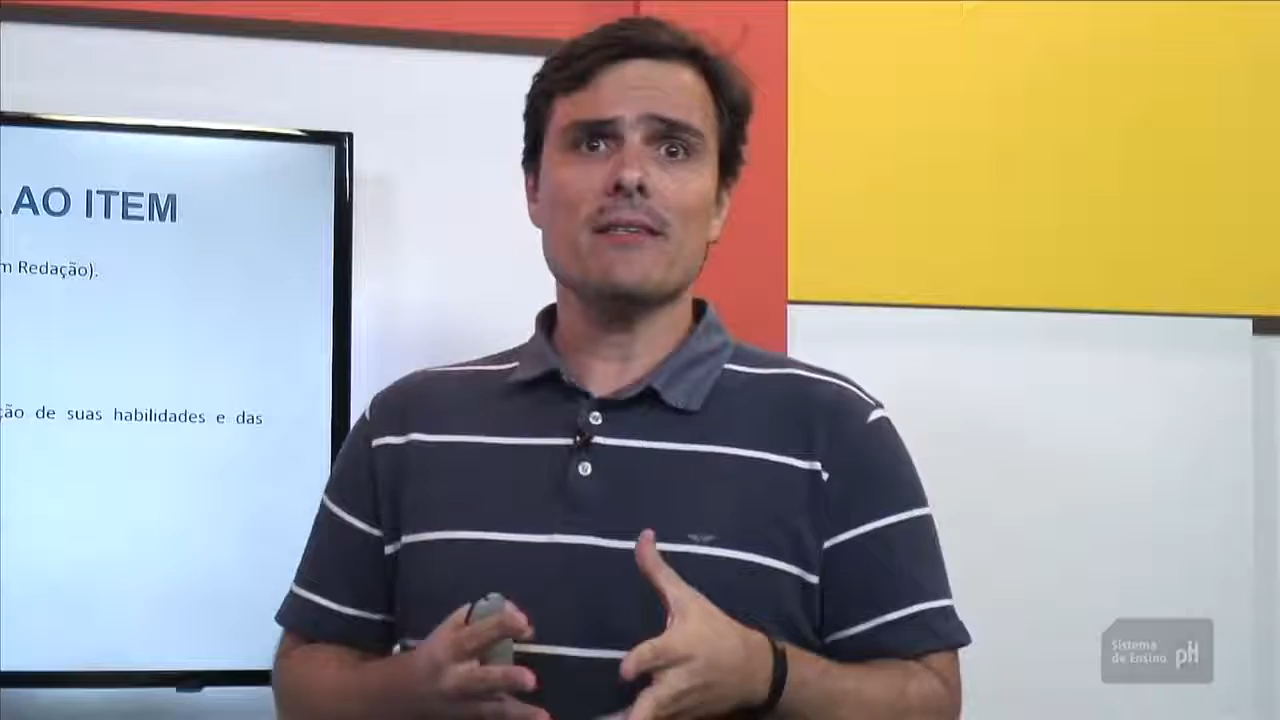 AO ITEM
m Redação).
ção de suas habilidades e das
Sistema
de Ensino pH